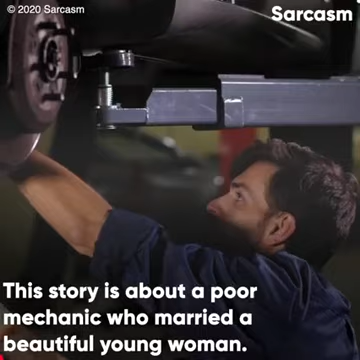 © 2020 Sarcasm
Sarcasm
This story is about a poor
mechanic who married a
beautiful young woman.